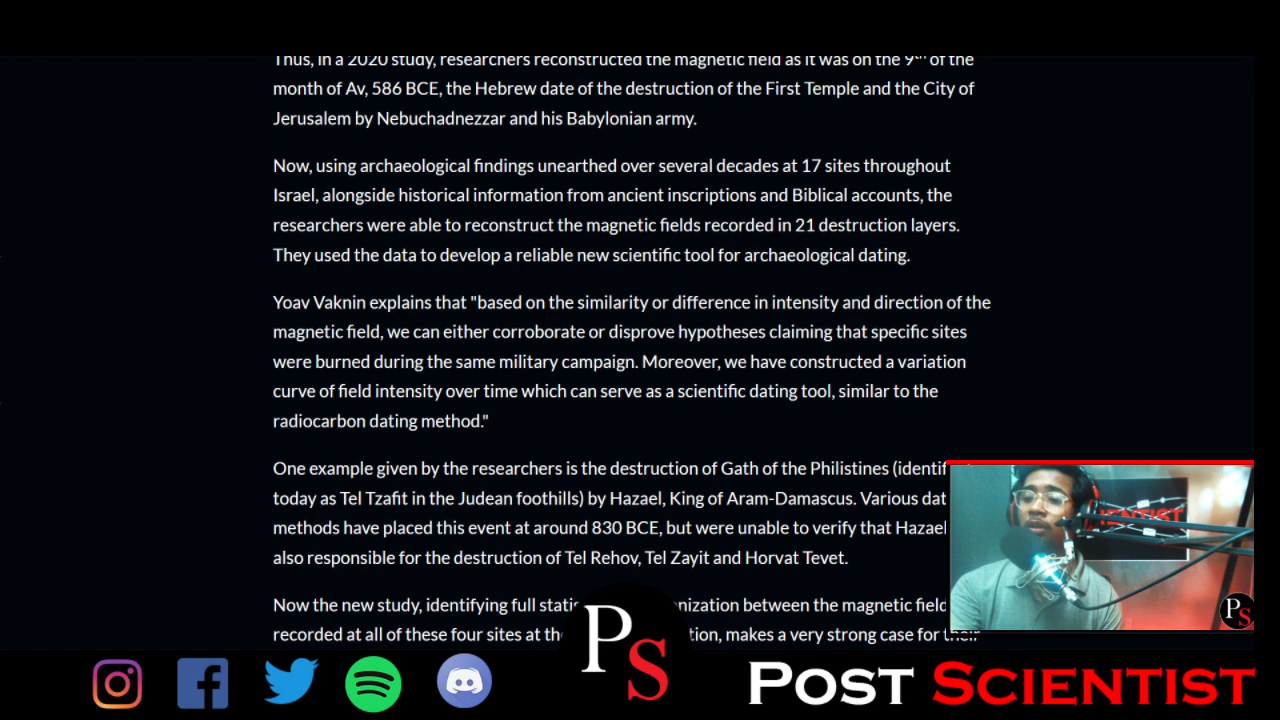 Thus, in a 2020 study, researchers reconstructed the magnetic field as it was on the 9th of the
month of Av, 586 BCE, the Hebrew date of the destruction of the First Temple and the City of
Jerusalem by Nebuchadnezzar and his Babylonian army.
Now, using archaeological findings unearthed over several decades at 17 sites throughout
Israel, alongside historical information from ancient inscriptions and Biblical accounts, the
researchers were able to reconstruct the magnetic fields recorded in 21 destruction layers.
They used the data to develop a reliable new scientific tool for archaeological dating.
Yoav Vaknin explains that "based on the similarity or difference in intensity and direction of the
magnetic field, we can either corroborate or disprove hypotheses claiming that specific sites
were burned during the same military campaign. Moreover, we have constructed a variation
curve of field intensity over time which can serve as a scientific dating tool, similar to the
radiocarbon dating method."
One example given by the researchers is the destruction of Gath of the Philistines
today as Tel Tzafit in the Judean foothills) by Hazael, King of Aram-Damascus. Various
methods have placed this event at around 830 BCE, but were unable to verify that Hazael
also responsible for the destruction of Tel Rehov, Tel Zayit and Horvat Tevet.
Now the new study, identifying full between the magnetic
recorded at all of these four sites at makes a very strong case for their
PS
PS
POST SCIENTIST